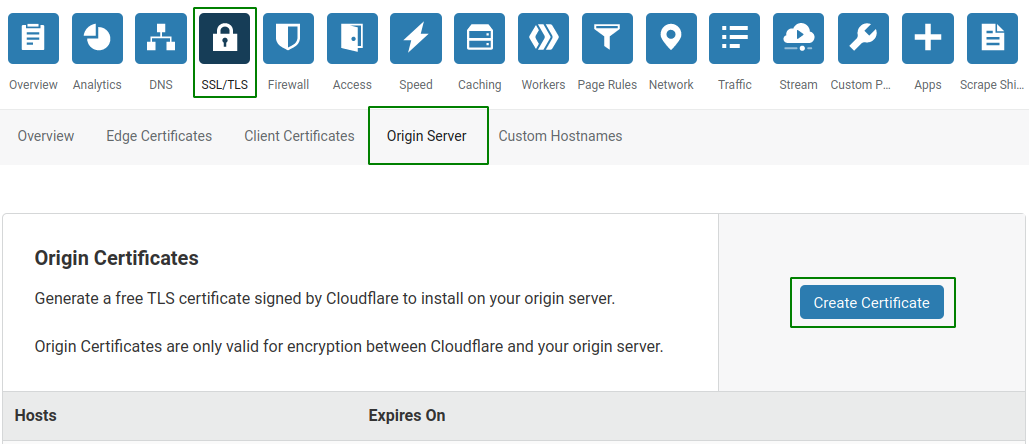 Overview Analytics DNS SSL/TLS Firewall Access Speed Caching Workers Page Rules Network Traffic Stream Custom P... Apps Scrape Shi...
Overview Edge Certificates Client Certificates Origin Server Custom Hostnames
Origin Certificates
Generate a free TLS certificate signed by Cloudflare to install on your origin server.
Create Certificate
Origin Certificates are only valid for encryption between Cloudflare and your origin server.
Hosts Expires On